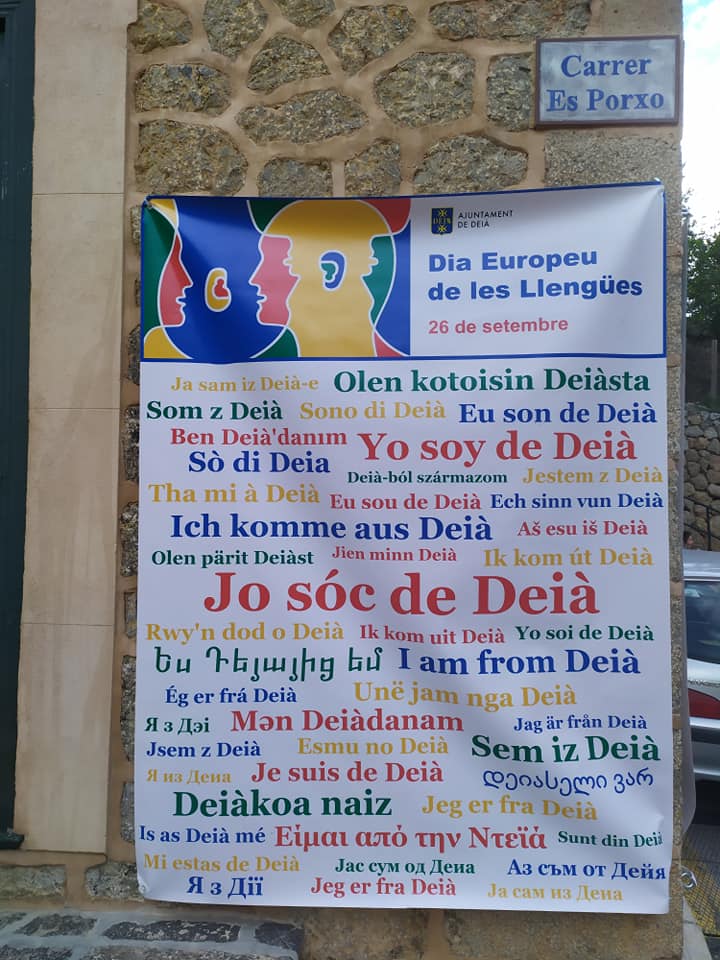 Carrer
Es Porxo
AJUNTAMENT
DE DEIÀ
Dia Europeu
de les Llengües
26 de setembre
Ja sam iz Deià-e Olen kotoisin Deiàsta
Som z Deià Sono di Deià Eu son de Deià
Ben Deià'danım Yo soy de Deià
Sò di Deia Deià-ból származom Jestem z Deià
Tha mi à Deià Eu sou de Deià Ech sinn vun Deià
Ich komme aus Deià Aš esu iš Deià
Olen pärit Deiàst Jien minn Deià Ik kom út Deià
Jo sóc de Deià
Rwy'n dod o Deià Ik kom uit Deià Yo soi de Deià
Ես Դեյայից եմ I am from Deià
Ég er frá Deià Unë jam nga Deià
Я з Дэі Mən Deiàdanam Jag är från Deià
Jsem z Deià Esmu no Deià Sem iz Deià
Я из Деиа Je suis de Deià დეიასელი ვარ
Deiàkoa naiz Jeg er fra Deià
Is as Deià mé Είμαι από την Ντεϊά Sunt din Deià
Mi estas de Deià Јас сум од Деиа Аз съм от Дейя
Я з Дії Jeg er fra Deià Ја сам из Деиа